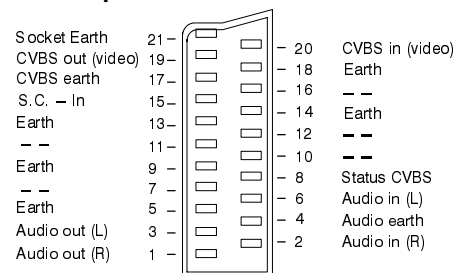 Socket Earth 21 –
CVBS out (video) 19 –
CVBS earth 17 –
S.C. – In 15 –
Earth 13 –
– – 11 –
Earth 9 –
– – 7 –
Earth 5 –
Audio out (L) 3 –
Audio out (R) 1 –
– 20 CVBS in (video)
– 18 Earth
– 16 – –
– 14 Earth
– 12 – –
– 10 – –
– 8 Status CVBS
– 6 Audio in (L)
– 4 Audio earth
– 2 Audio in (R)